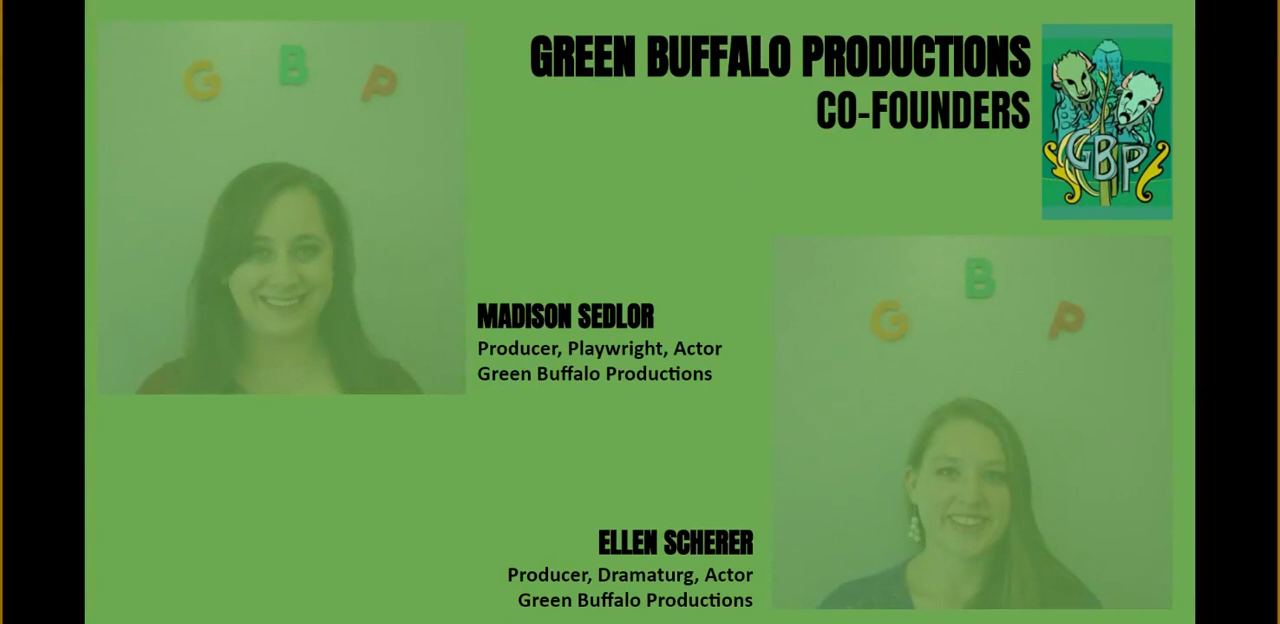 G B P
GREEN BUFFALO PRODUCTIONS
CO-FOUNDERS
GBP
MADISON SEDLOR
Producer, Playwright, Actor
Green Buffalo Productions
G B P
ELLEN SCHERER
Producer, Dramaturg, Actor
Green Buffalo Productions